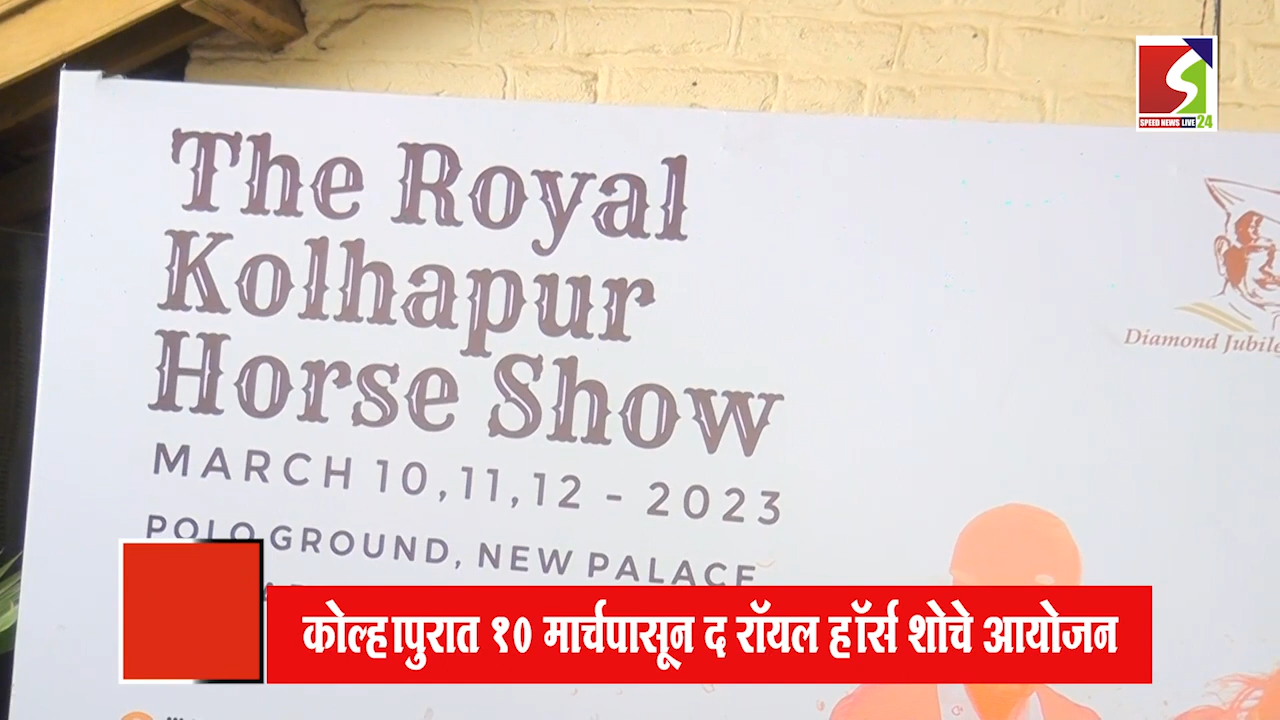 SPEED NEWS LIVE 24
The Royal
Kolhapur
Horse Show
Diamond
MARCH 10,11,12 - 2023
POLO GROUND, NEW PALACE
कोल्हापुरात १० मार्चपासून द रॉयल हॉर्स शोचे आयोजन